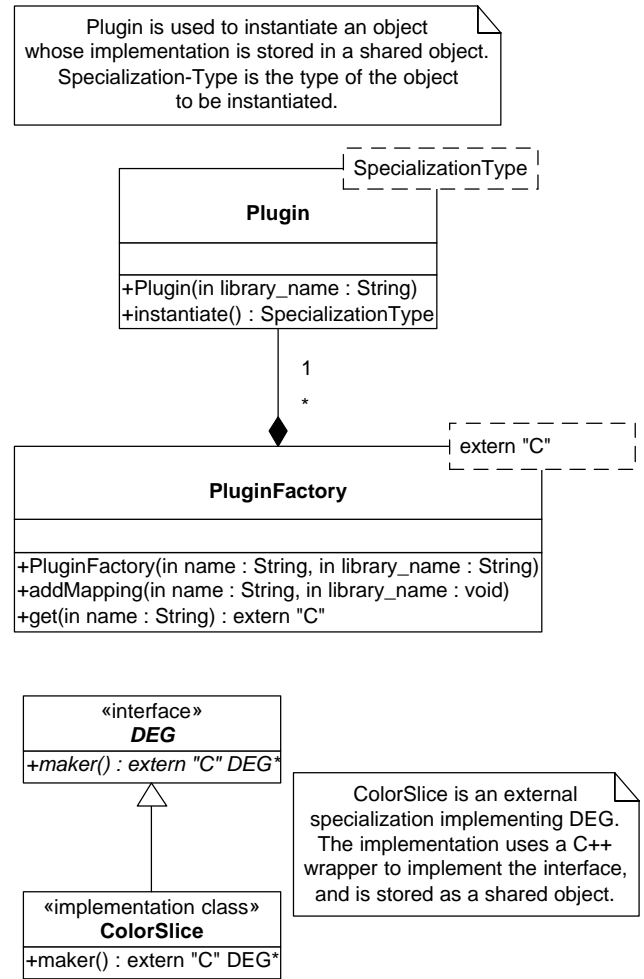 Plugin is used to instantiate an object
whose implementation is stored in a shared object.
Specialization-Type is the type of the object
to be instantiated.
SpecializationType
Plugin
+Plugin(in library_name : String)
+instantiate() : SpecializationType
1
*
extern "C"
PluginFactory
+PluginFactory(in name : String, in library_name : String)
+addMapping(in name : String, in library_name : void)
+get(in name : String) : extern "C"
«interface»
DEG
+maker() : extern "C" DEG*
ColorSlice is an external
specialization implementing DEG.
The implementation uses a C++
wrapper to implement the interface,
and is stored as a shared object.
«implementation class»
ColorSlice
+maker() : extern "C" DEG*